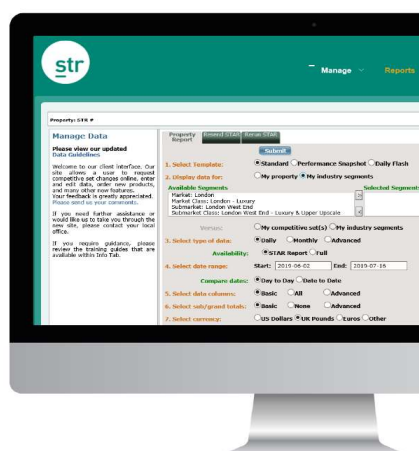 str
Manage
Reports
Property: STR #
Manage Data
Please view our updated
Data Guidelines
Welcome to our client interface. Our
site allows a user to request
competitive set changes online, enter
and edit data, order new products,
and many other new features.
Your feedback is greatly appreciated.
Please send us your comments.
If you need further assistance or
would like us to take you through the
new site, please contact your local
office.
If you require guidance, please
review the training guides that are
available within Info Tab.
Property Report
Resend STAR
Rerun STAR
Submit
1. Select Template: Standard Performance Snapshot Daily Flash
2. Display data for: My property My industry segments
Available Segments Selected Segment
Market: London
Market Class: London - Luxury
Submarket: London West End
Submarket Class: London West End - Luxury & Upper Upscale
Versus: My competitive set(s) My industry segments
3. Select type of data: Daily Monthly Advanced
Availability: STAR Report Full
4. Select date range: Start: 2019-06-02 End: 2019-07-16
Compare dates: Day to Day Date to Date
5. Select data columns: Basic All Advanced
6. Select sub/grand totals: Basic None Advanced
7. Select currency: US Dollars UK Pounds Euros Other